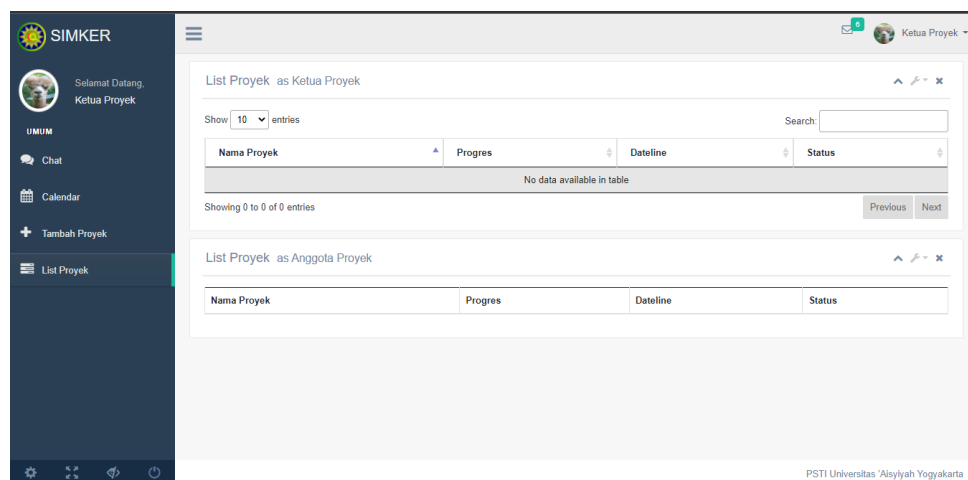 SIMKER
6
Ketua Proyek
Selamat Datang,
Ketua Proyek
UMUM
Chat
Calendar
Tambah Proyek
List Proyek
List Proyek as Ketua Proyek
Show 10 entries
Search:
Nama Proyek Progres Dateline Status
No data available in table
Showing 0 to 0 of 0 entries
Previous Next
List Proyek as Anggota Proyek
Nama Proyek Progres Dateline Status
PSTI Universitas 'Aisyiyah Yogyakarta